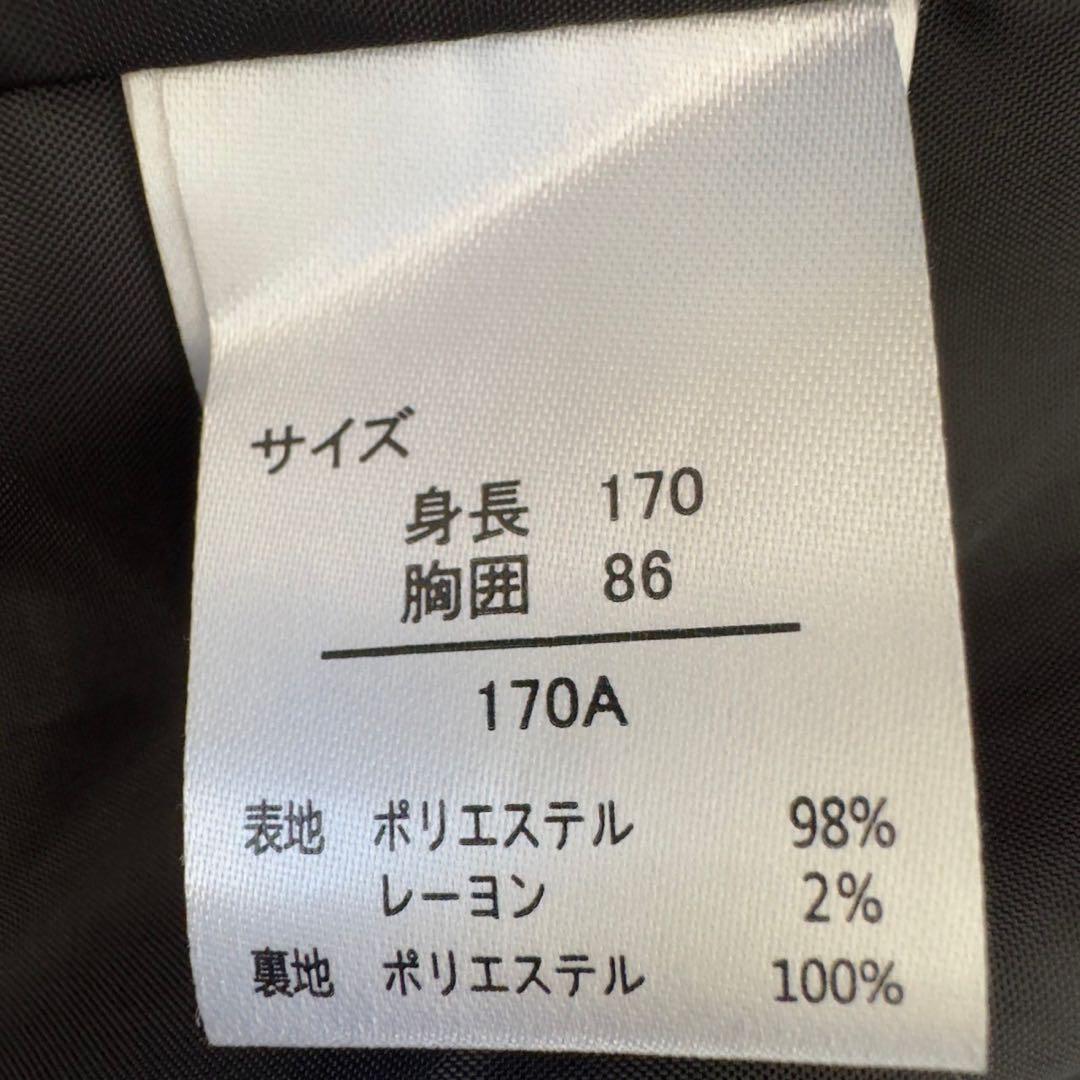 サイズ
身長 170
胸囲 86
170A
表地 ポリエステル 98%
レーヨン 2%
裏地 ポリエステル 100%